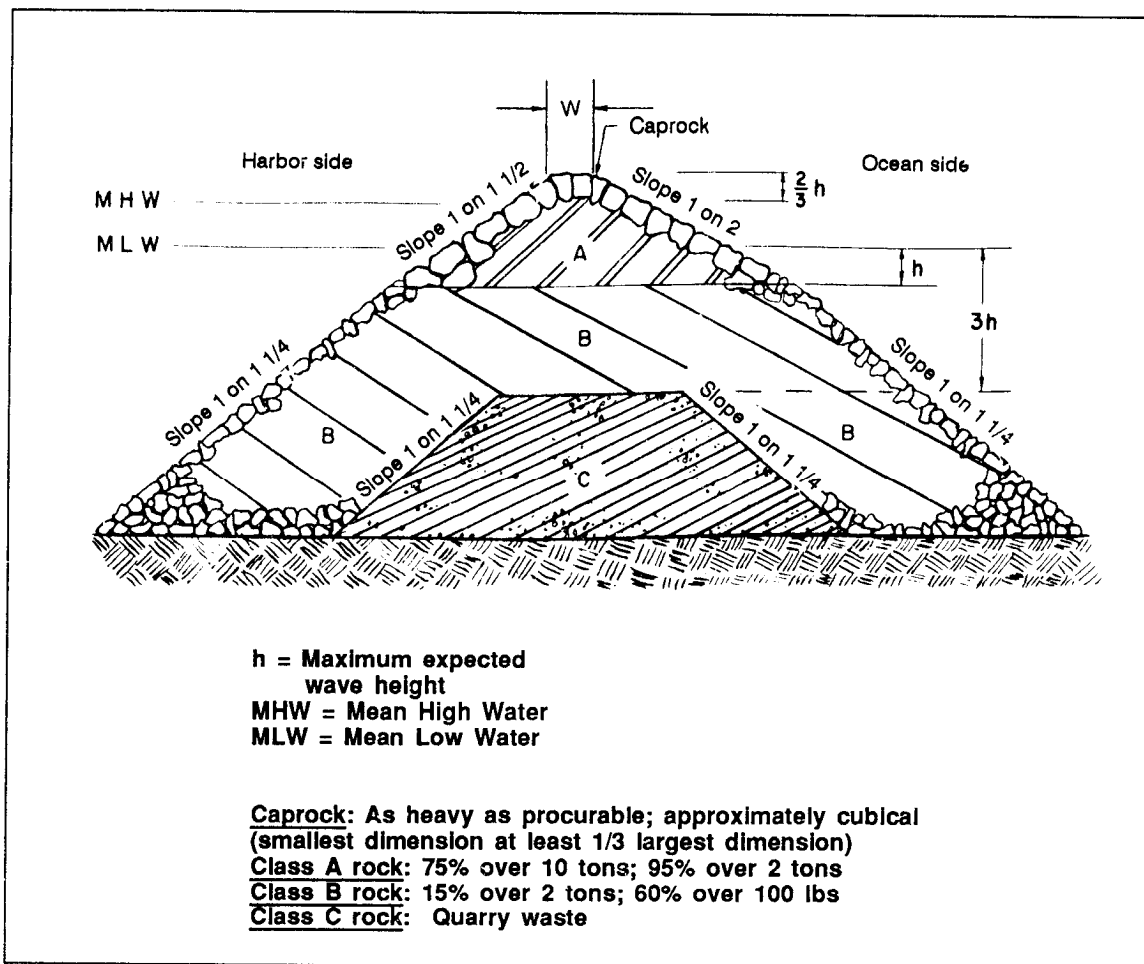 W
Caprock
Harbor side
Ocean side
Slope 1 on 1 1/2
Slope 1 on 2
2/3 h
M H W
M L W
A
h
3h
B
Slope 1 on 1 1/4
Slope 1 on 1 1/4
B
Slope 1 on 1 1/4
Slope 1 on 1 1/4
B
C
h = Maximum expected
wave height
MHW = Mean High Water
MLW = Mean Low Water
Caprock: As heavy as procurable; approximately cubical
(smallest dimension at least 1/3 largest dimension)
Class A rock: 75% over 10 tons; 95% over 2 tons
Class B rock: 15% over 2 tons; 60% over 100 lbs
Class C rock: Quarry waste